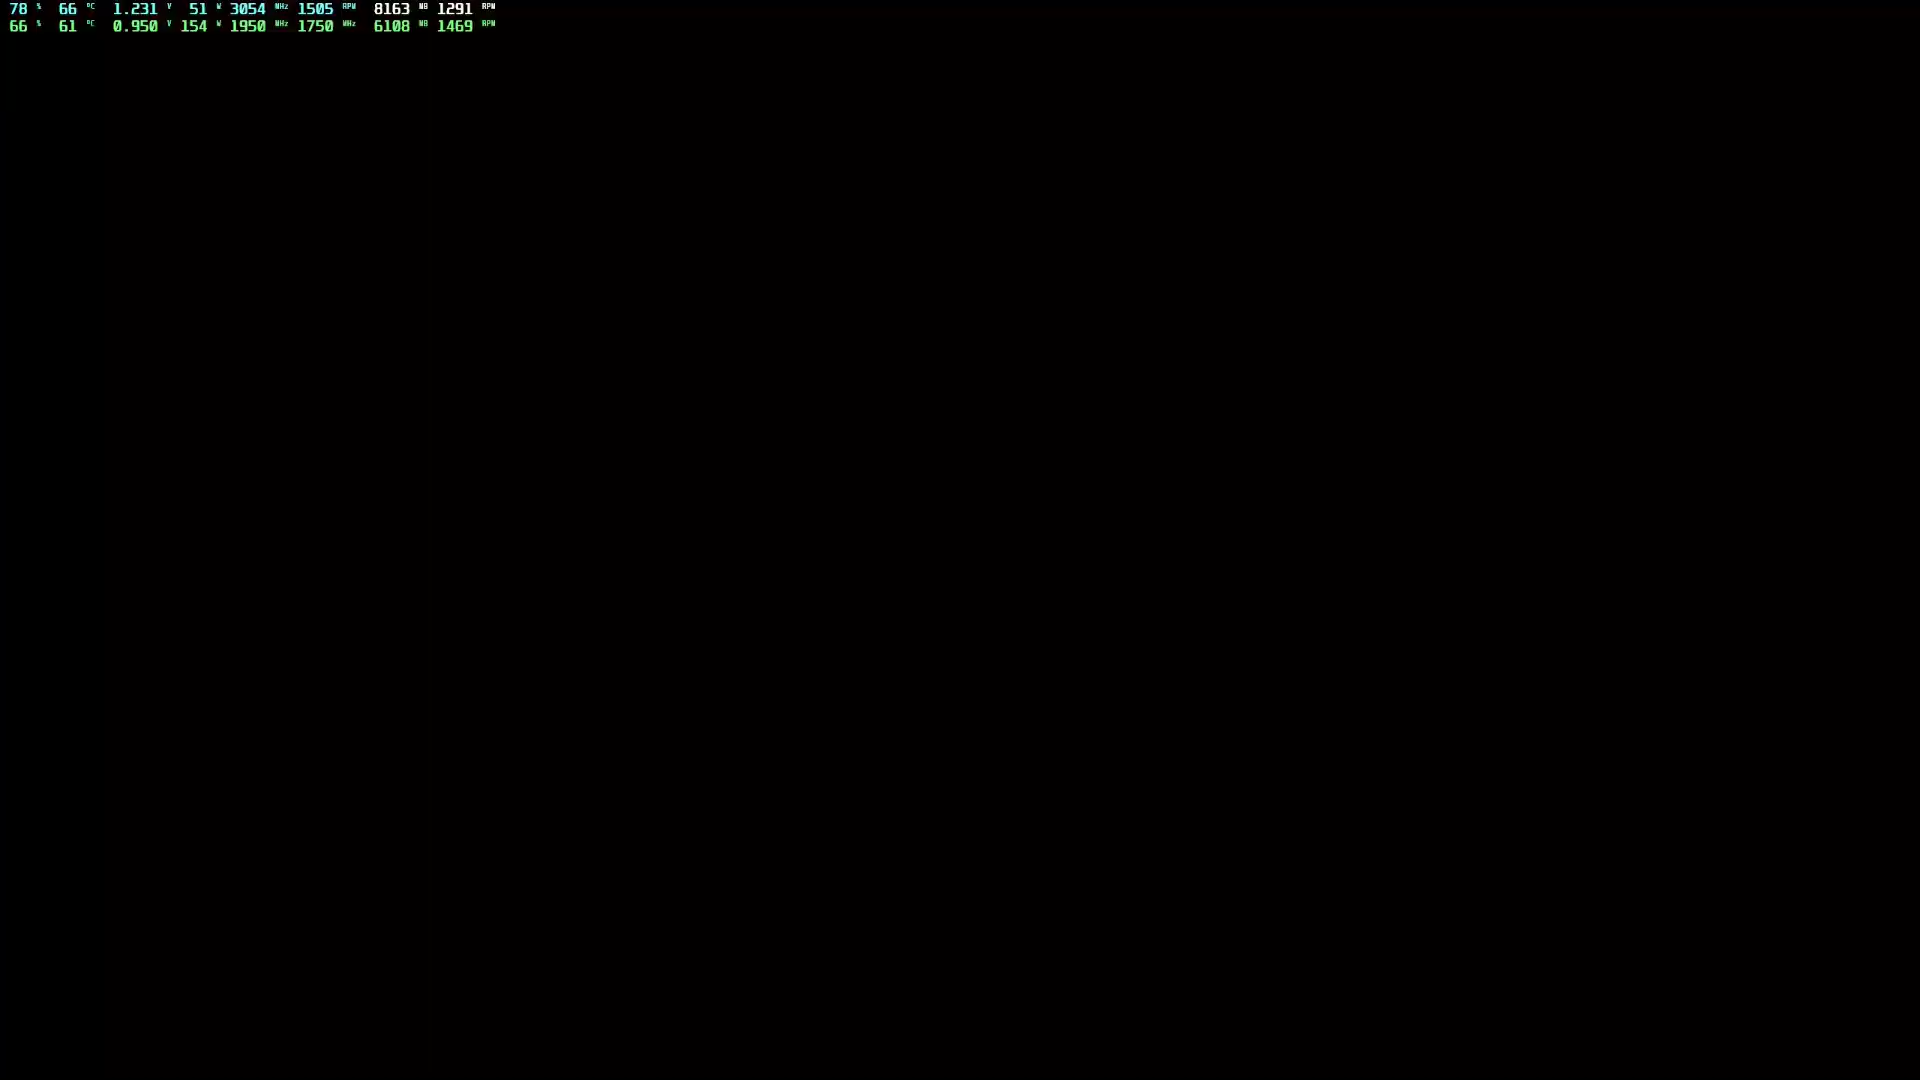 78 % 66 °C 1.231 V 51 W 3054 MHz 1505 RPM 8163 MB 1291 RPM
66 % 61 °C 0.950 V 154 W 1950 MHz 1750 MHz 6108 MB 1469 RPM